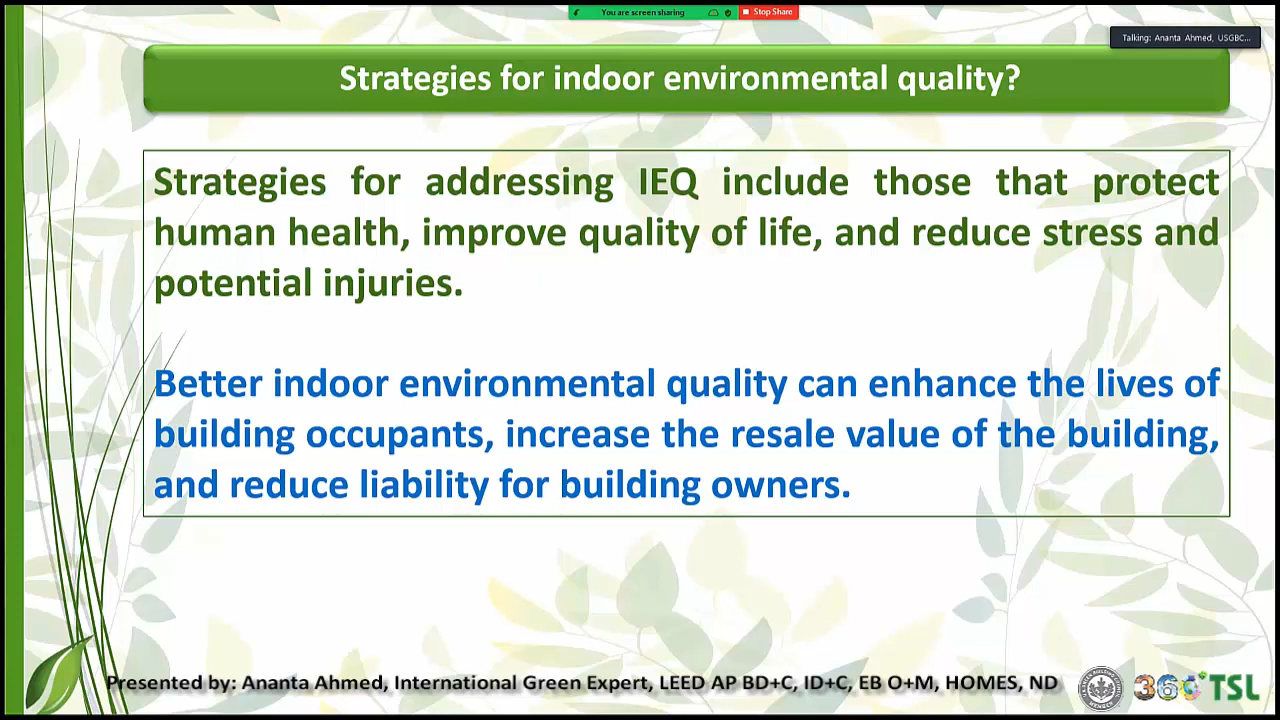 You are screen sharing Stop Share
Talking: Ananta Ahmed, USGBC...
Strategies for indoor environmental quality?
Strategies for addressing IEQ include those that protect
human health, improve quality of life, and reduce stress and
potential injuries.
Better indoor environmental quality can enhance the lives of
building occupants, increase the resale value of the building,
and reduce liability for building owners.
Presented by: Ananta Ahmed, International Green Expert, LEED AP BD+C, ID+C, EB O+M, HOMES, ND
360 TSL